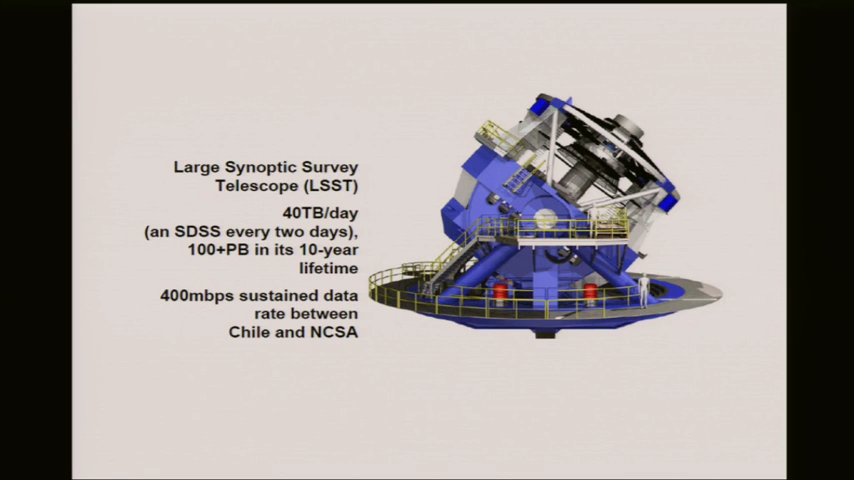 Large Synoptic Survey
Telescope (LSST)
40TB/day
(an SDSS every two days),
100+PB in its 10-year
lifetime
400mbps sustained data
rate between
Chile and NCSA